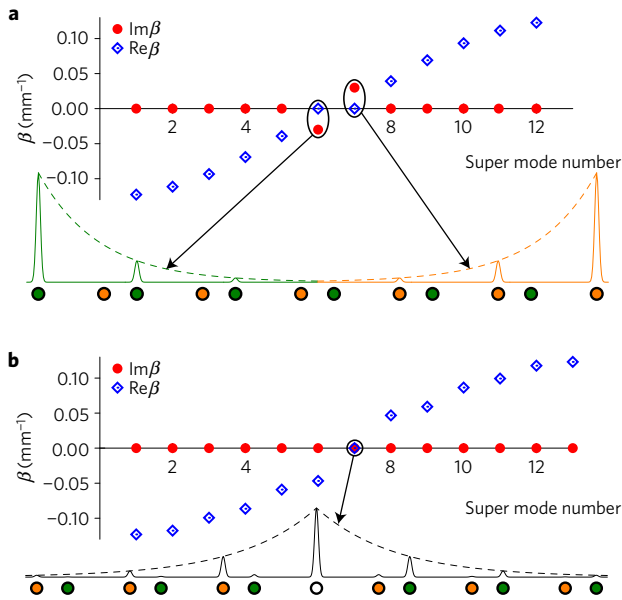 a
Imβ
Reβ
0.10
0.05
0.00
−0.05
−0.10
β (mm⁻¹)
2 4 8 10 12
Super mode number
b
Imβ
Reβ
0.10
0.05
0.00
−0.05
−0.10
β (mm⁻¹)
2 4 8 10 12
Super mode number